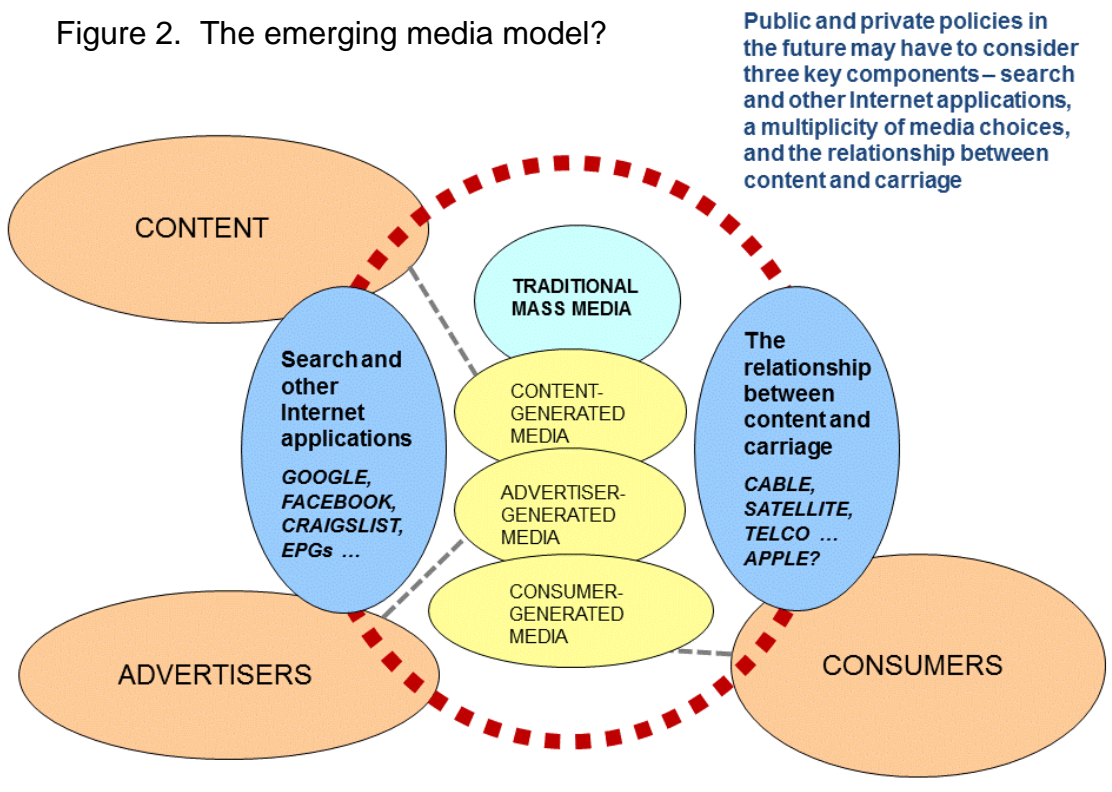 Figure 2.  The emerging media model?
Public and private policies in
the future may have to consider
three key components – search
and other Internet applications,
a multiplicity of media choices,
and the relationship between
content and carriage
CONTENT
TRADITIONAL
MASS MEDIA
Search and
other
Internet
applications
GOOGLE,
FACEBOOK,
CRAIGSLIST,
EPGs …
CONTENT-
GENERATED
MEDIA
ADVERTISER-
GENERATED
MEDIA
CONSUMER-
GENERATED
MEDIA
The
relationship
between
content and
carriage
CABLE,
SATELLITE,
TELCO …
APPLE?
ADVERTISERS
CONSUMERS